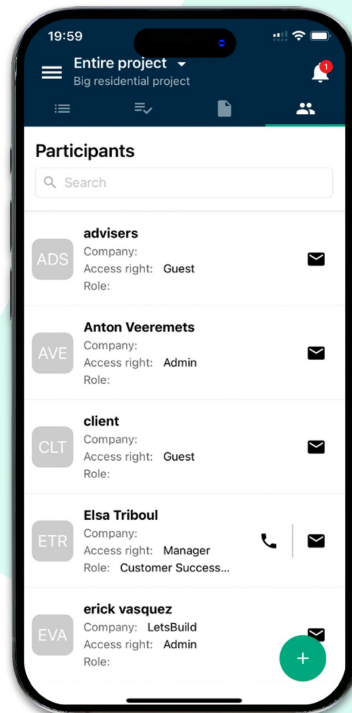 19:59
Entire project
1
Big residential project
Participants
Search
ADS
advisers
Company:
Access right: Guest
Role:
AVE
Anton Veeremets
Company:
Access right: Admin
Role:
CLT
client
Company:
Access right: Guest
Role:
ETR
Elsa Triboul
Company:
Access right: Manager
Role: Customer Success...
EVA
erick vasquez
Company: LetsBuild
Access right: Admin
Role:
+